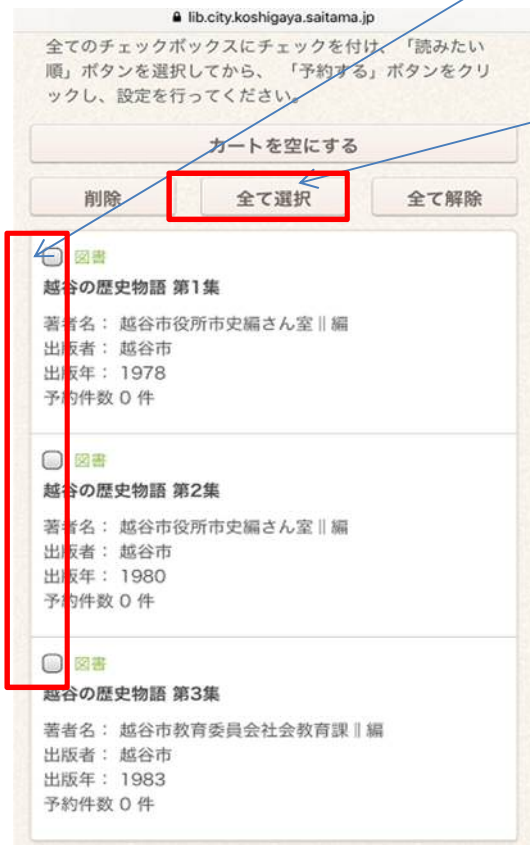 lib.city.koshigaya.saitama.jp
全てのチェックボックスにチェックを付け、「読みたい
順」ボタンを選択してから、 「予約する」ボタンをクリ
ックし、設定を行ってください。
カートを空にする
削除 全て選択 全て解除
図書
越谷の歴史物語 第1集
著者名： 越谷市役所市史編さん室‖編
出版者： 越谷市
出版年： 1978
予約件数 0 件
図書
越谷の歴史物語 第2集
著者名： 越谷市役所市史編さん室‖編
出版者： 越谷市
出版年： 1980
予約件数 0 件
図書
越谷の歴史物語 第3集
著者名： 越谷市教育委員会社会教育課‖編
出版者： 越谷市
出版年： 1983
予約件数 0 件